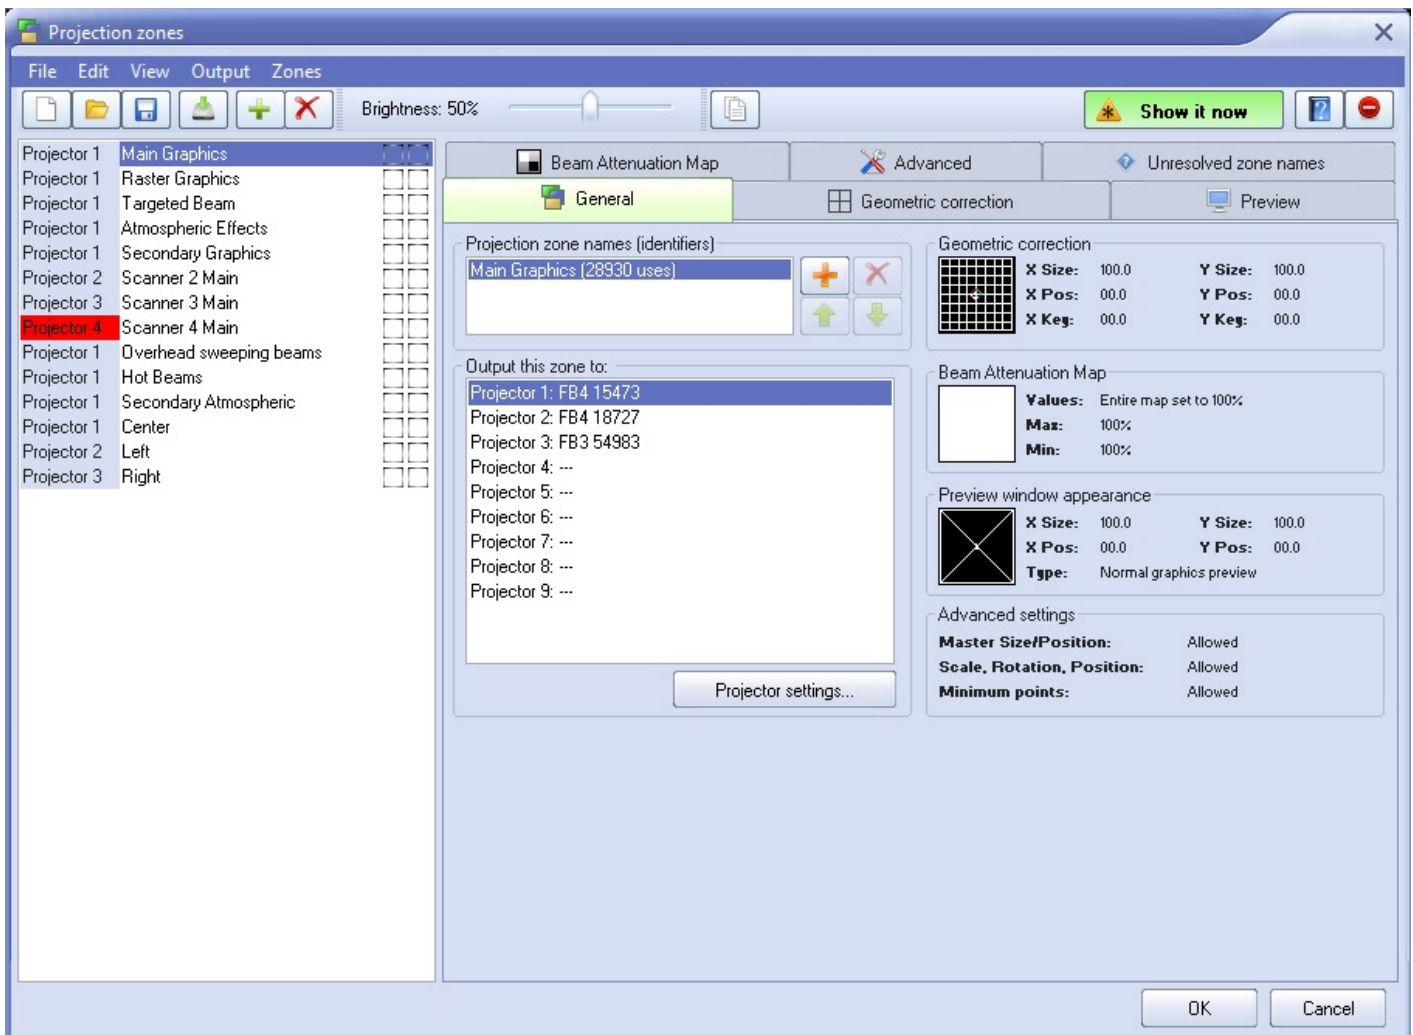 Projection zones
File Edit View Output Zones
Brightness: 50%
Show it now
Projector 1 Main Graphics
Projector 1 Raster Graphics
Projector 1 Targeted Beam
Projector 1 Atmospheric Effects
Projector 1 Secondary Graphics
Projector 2 Scanner 2 Main
Projector 3 Scanner 3 Main
Projector 4 Scanner 4 Main
Projector 1 Overhead sweeping beams
Projector 1 Hot Beams
Projector 1 Secondary Atmospheric
Projector 1 Center
Projector 2 Left
Projector 3 Right
Beam Attenuation Map Advanced Unresolved zone names
General Geometric correction Preview
Projection zone names (identifiers)
Main Graphics (28930 uses)
Output this zone to:
Projector 1: FB4 15473
Projector 2: FB4 18727
Projector 3: FB3 54983
Projector 4: ---
Projector 5: ---
Projector 6: ---
Projector 7: ---
Projector 8: ---
Projector 9: ---
Projector settings...
Geometric correction
X Size: 100.0 Y Size: 100.0
X Pos: 00.0 Y Pos: 00.0
X Key: 00.0 Y Key: 00.0
Beam Attenuation Map
Values: Entire map set to 100%
Max: 100%
Min: 100%
Preview window appearance
X Size: 100.0 Y Size: 100.0
X Pos: 00.0 Y Pos: 00.0
Type: Normal graphics preview
Advanced settings
Master Size/Position: Allowed
Scale, Rotation, Position: Allowed
Minimum points: Allowed
OK Cancel